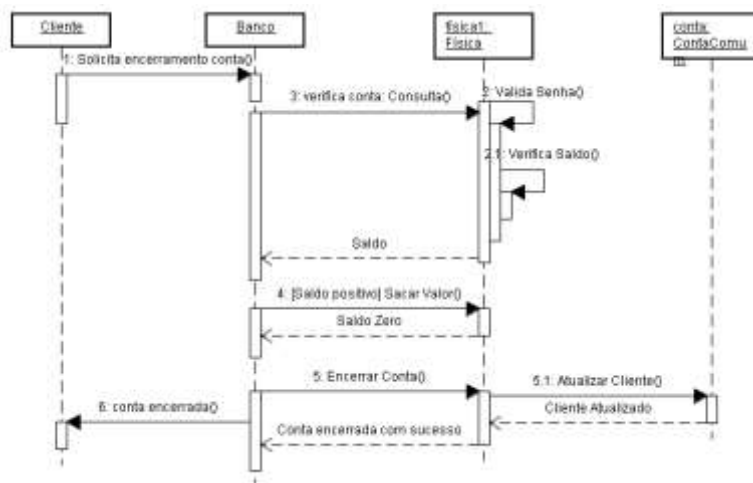 Cliente
Banco
física1:
Física
conta:
ContaComu
m
1: Solicita encerramento conta()
3: verifica conta: Consulta()
2: Valida Senha()
2.1: Verifica Saldo()
Saldo
4: [Saldo positivo] Sacar Valor()
Saldo Zero
5: Encerrar Conta()
5.1: Atualizar Cliente()
6: conta encerrada()
Cliente Atualizado
Conta encerrada com sucesso